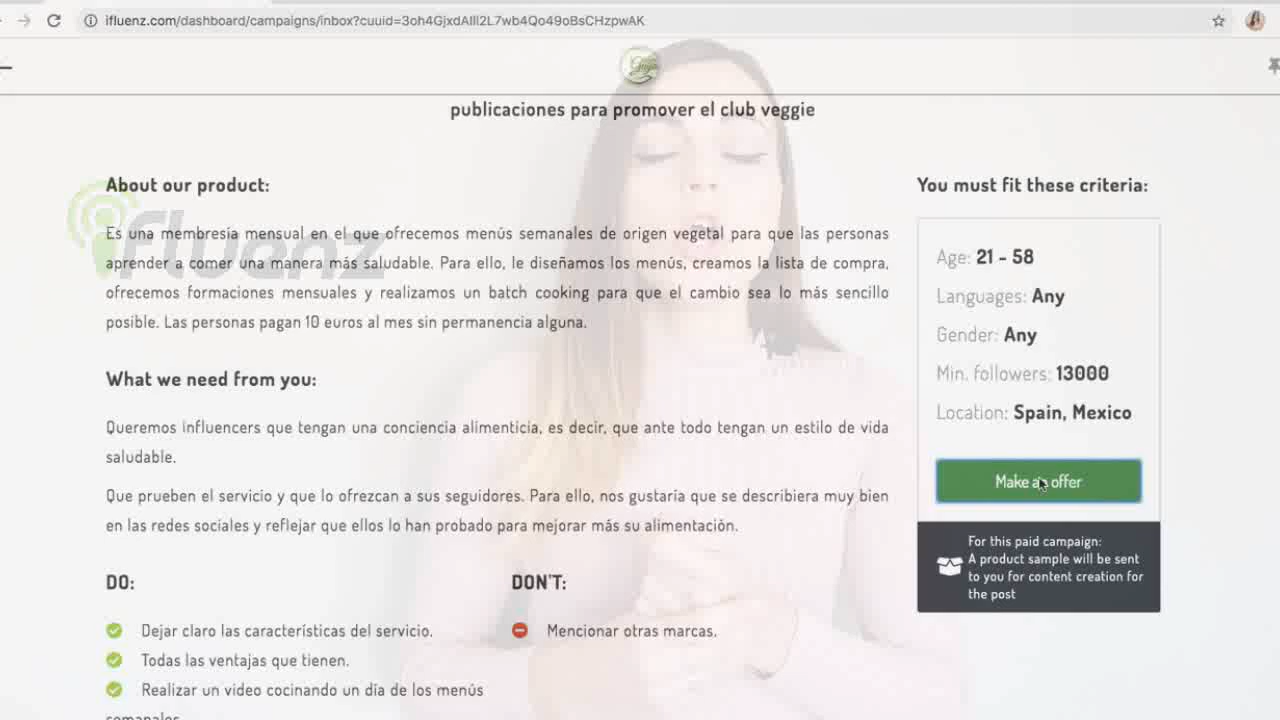 ifluenz.com/dashboard/campaigns/inbox?cuuid=3oh4GjxdAIll2L7wb4Qo49oBsCHzpwAK
publicaciones para promover el club veggie
About our product:
ifluenz
Es una membresía mensual en el que ofrecemos menús semanales de origen vegetal para que las personas
aprender a comer una manera más saludable. Para ello, le diseñamos los menús, creamos la lista de compra,
ofrecemos formaciones mensuales y realizamos un batch cooking para que el cambio sea lo más sencillo
posible. Las personas pagan 10 euros al mes sin permanencia alguna.
What we need from you:
Queremos influencers que tengan una conciencia alimenticia, es decir, que ante todo tengan un estilo de vida
saludable.
Que prueben el servicio y que lo ofrezcan a sus seguidores. Para ello, nos gustaría que se describiera muy bien
en las redes sociales y reflejar que ellos lo han probado para mejorar más su alimentación.
DO:
Dejar claro las características del servicio.
Todas las ventajas que tienen.
Realizar un video cocinando un día de los menús
semanales
DON'T:
Mencionar otras marcas.
You must fit these criteria:
Age: 21 - 58
Languages: Any
Gender: Any
Min. followers: 13000
Location: Spain, Mexico
Make an offer
For this paid campaign:
A product sample will be sent
to you for content creation for
the post